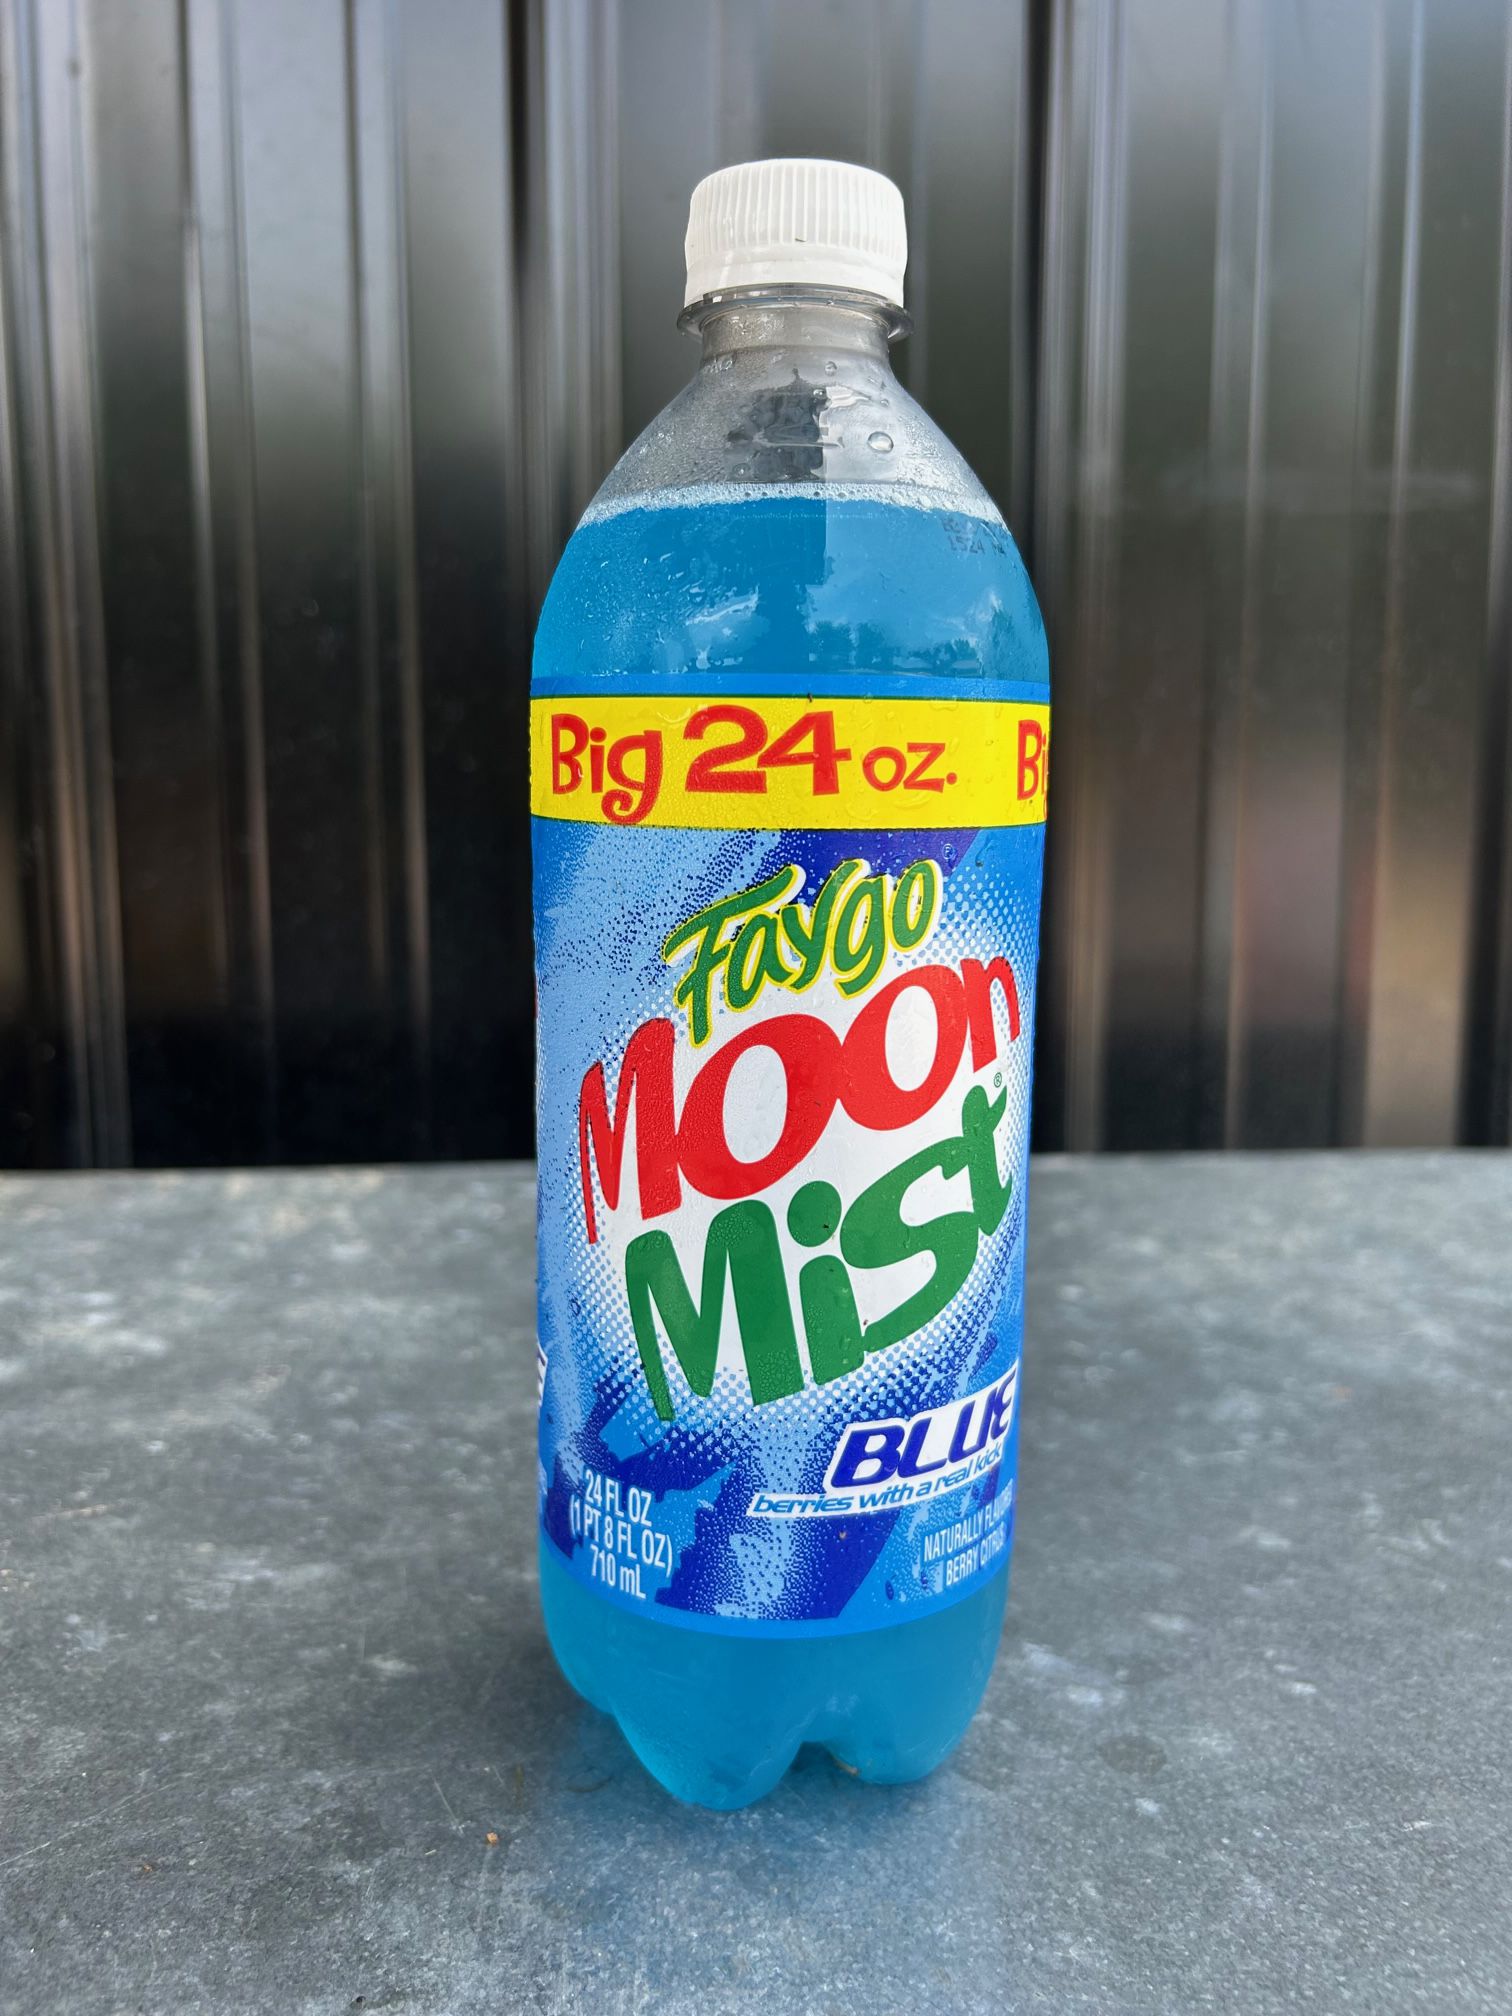 1524
Big 24 oz.
Faygo
Moon
Mist®
BLUE
berries with a real kick
24 FL OZ
(1 PT 8 FL OZ)
710 mL
NATURALLY
BERRY